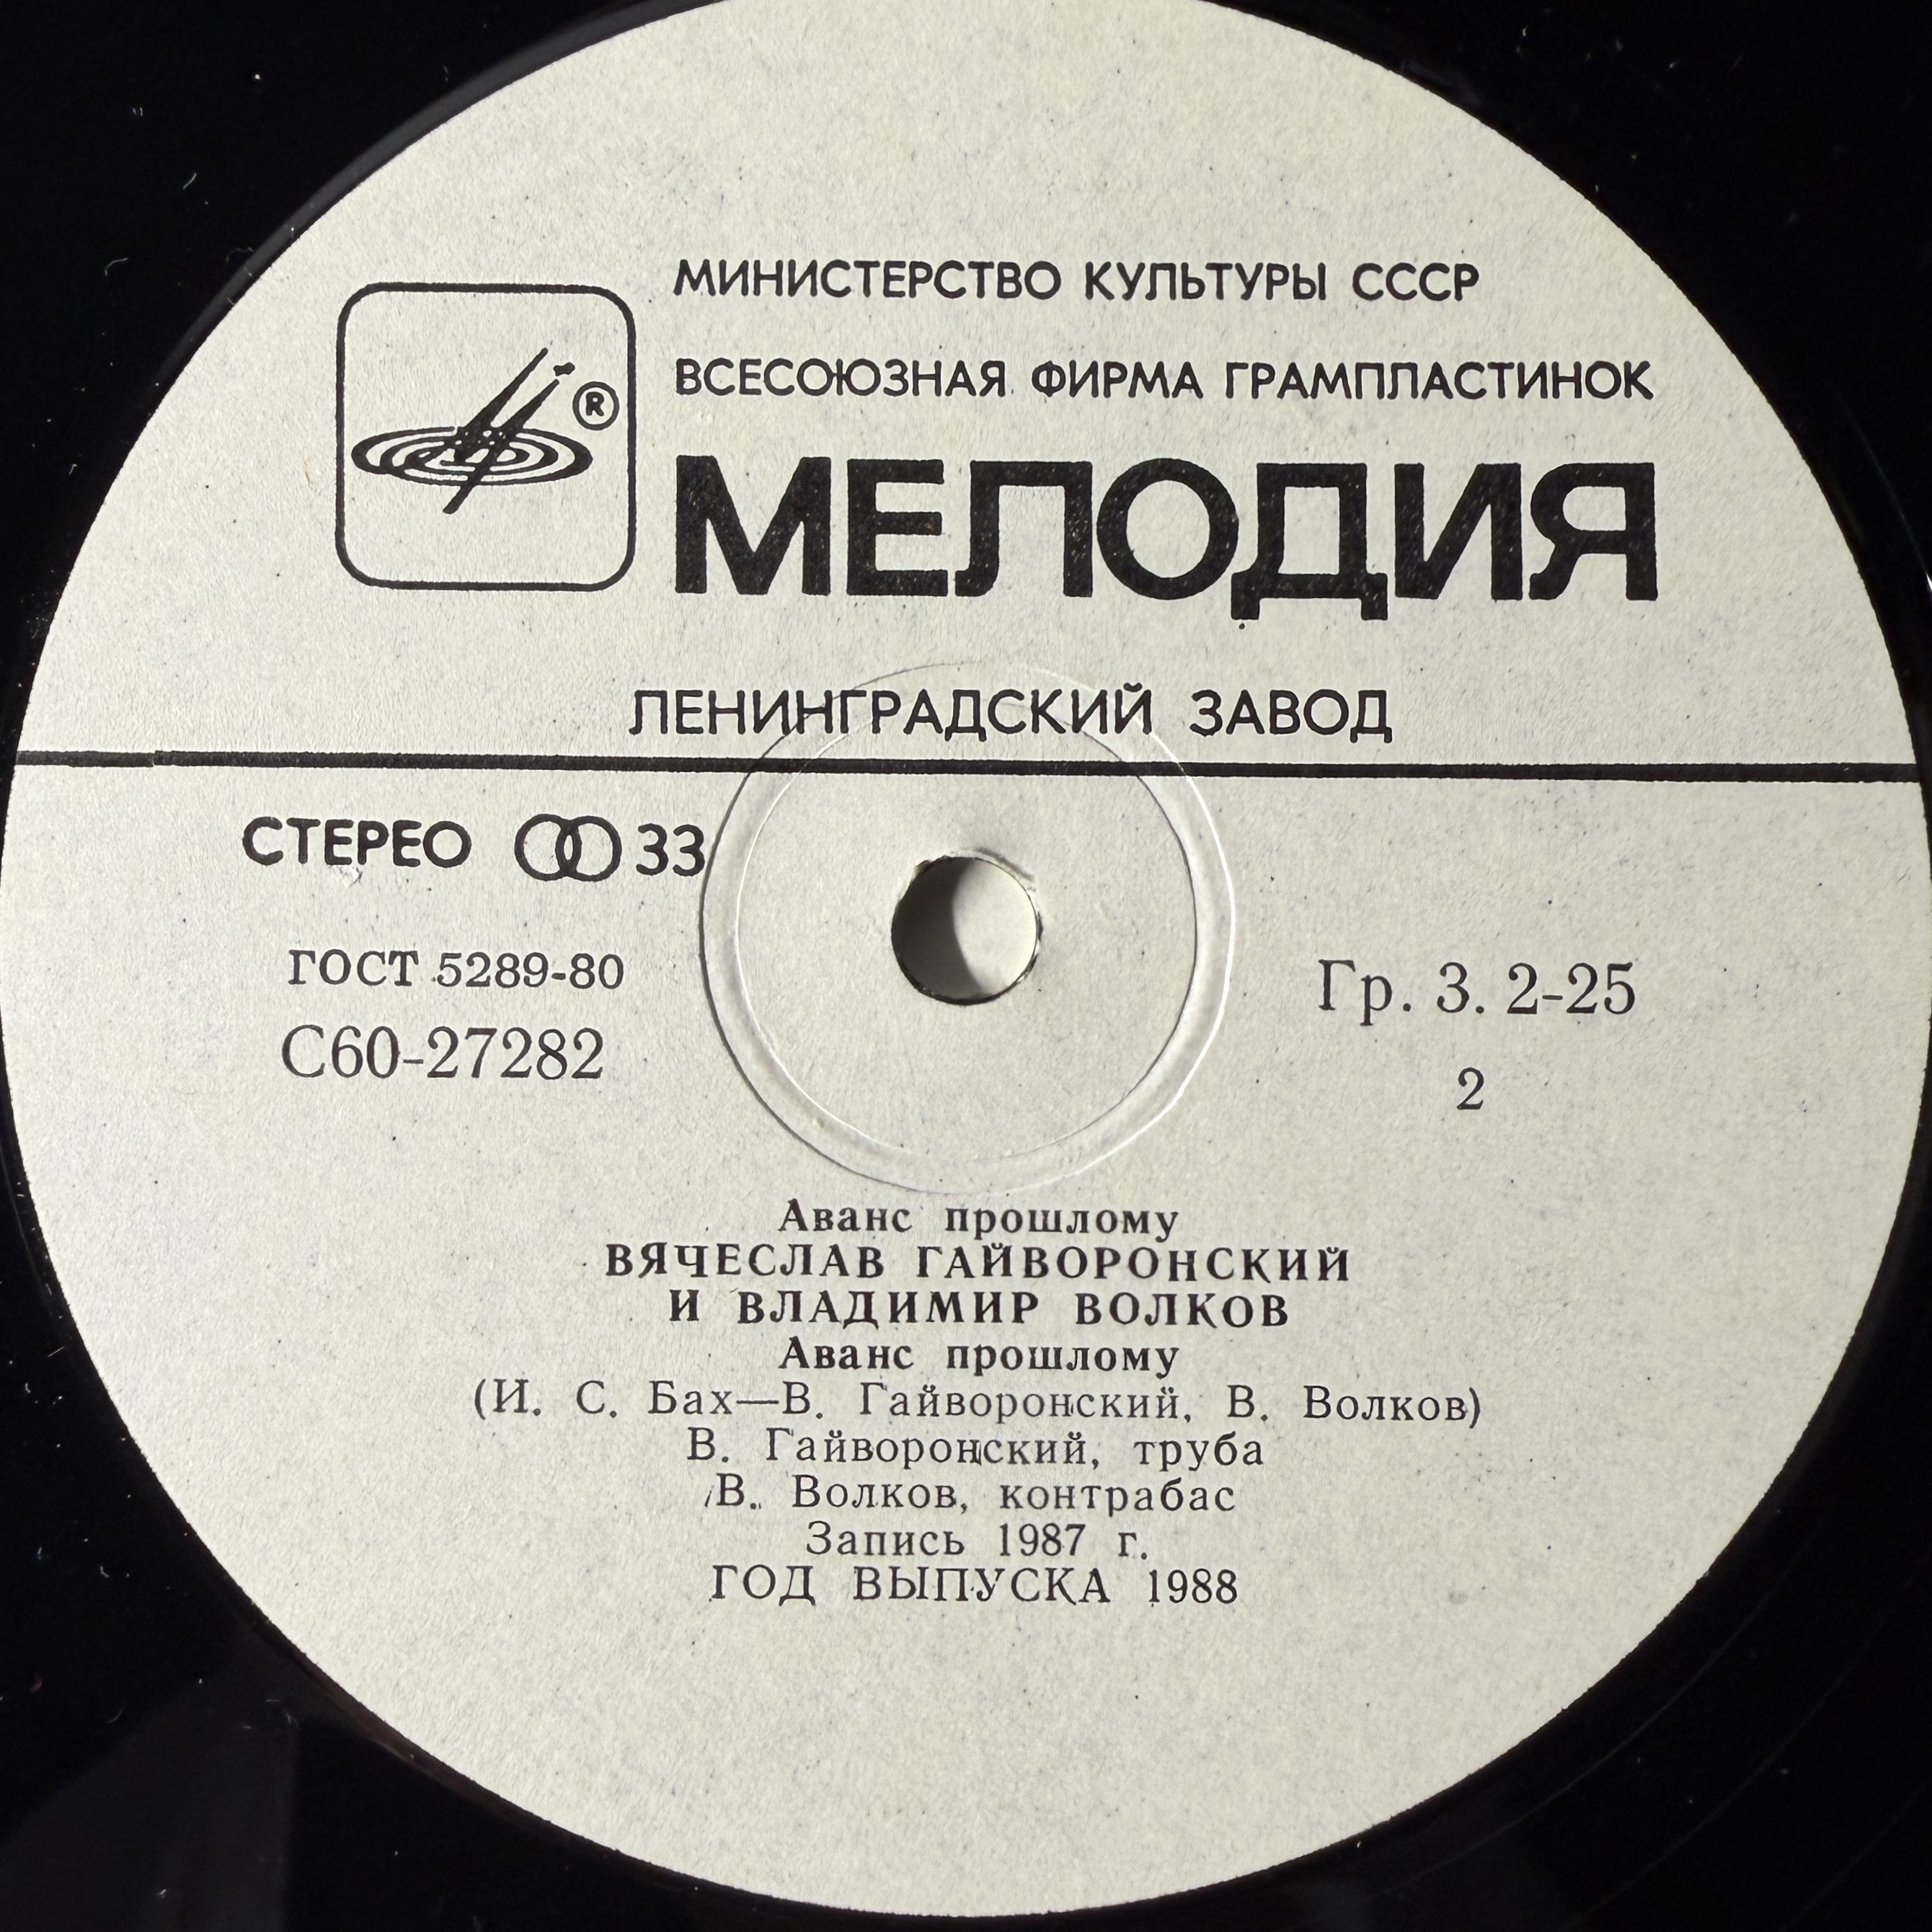 МИНИСТЕРСТВО КУЛЬТУРЫ СССР
ВСЕСОЮЗНАЯ ФИРМА ГРАМПЛАСТИНОК
®
МЕЛОДИЯ
ЛЕНИНГРАДСКИЙ ЗАВОД
СТЕРЕО 33
ГОСТ 5289-80
С60-27282
Гр. 3. 2-25
2
Аванс прошлому
ВЯЧЕСЛАВ ГАЙВОРОНСКИЙ
И ВЛАДИМИР ВОЛКОВ
Аванс прошлому
(И. С. Бах—В. Гайворонский, В. Волков)
В. Гайворонский, труба
В. Волков, контрабас
Запись 1987 г.
ГОД ВЫПУСКА 1988